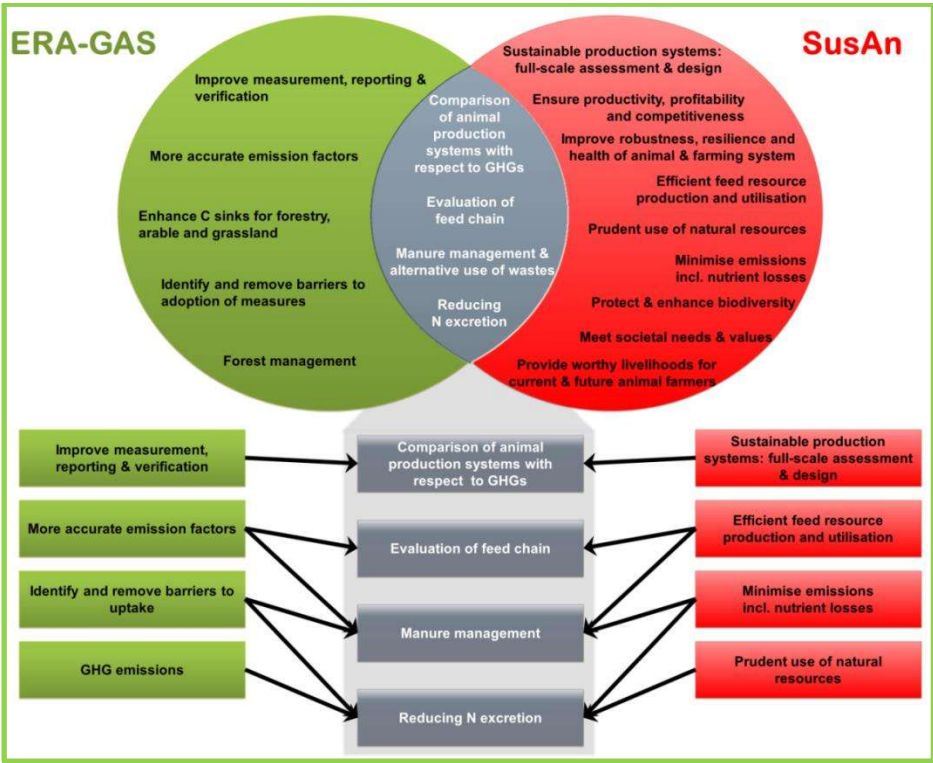 ERA-GAS
SusAn
Improve measurement, reporting &
verification
More accurate emission factors
Enhance C sinks for forestry,
arable and grassland
Identify and remove barriers to
adoption of measures
Forest management
Comparison
of animal
production
systems with
respect to GHGs
Evaluation of
feed chain
Manure management &
alternative use of wastes
Reducing
N excretion
Sustainable production systems:
full-scale assessment & design
Ensure productivity, profitability
and competitiveness
Improve robustness, resilience and
health of animal & farming system
Efficient feed resource
production and utilisation
Prudent use of natural resources
Minimise emissions
incl. nutrient losses
Protect & enhance biodiversity
Meet societal needs & values
Provide worthy livelihoods for
current & future animal farmers
Improve measurement,
reporting & verification
Comparison of animal
production systems with
respect to GHGs
Sustainable production
systems: full-scale assessment
& design
More accurate emission factors
Evaluation of feed chain
Efficient feed resource
production and utilisation
Identify and remove barriers to
uptake
Manure management
Minimise emissions
incl. nutrient losses
GHG emissions
Reducing N excretion
Prudent use of natural
resources